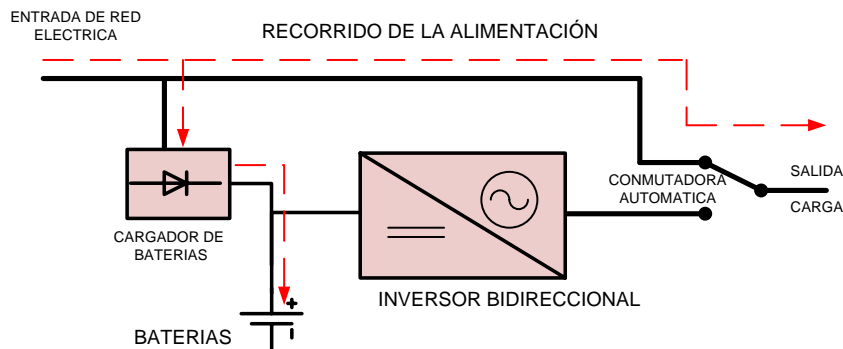 ENTRADA DE RED
ELECTRICA
RECORRIDO DE LA ALIMENTACIÓN
CONMUTADORA
AUTOMATICA
SALIDA
CARGA
CARGADOR DE
BATERIAS
INVERSOR BIDIRECCIONAL
+
BATERIAS